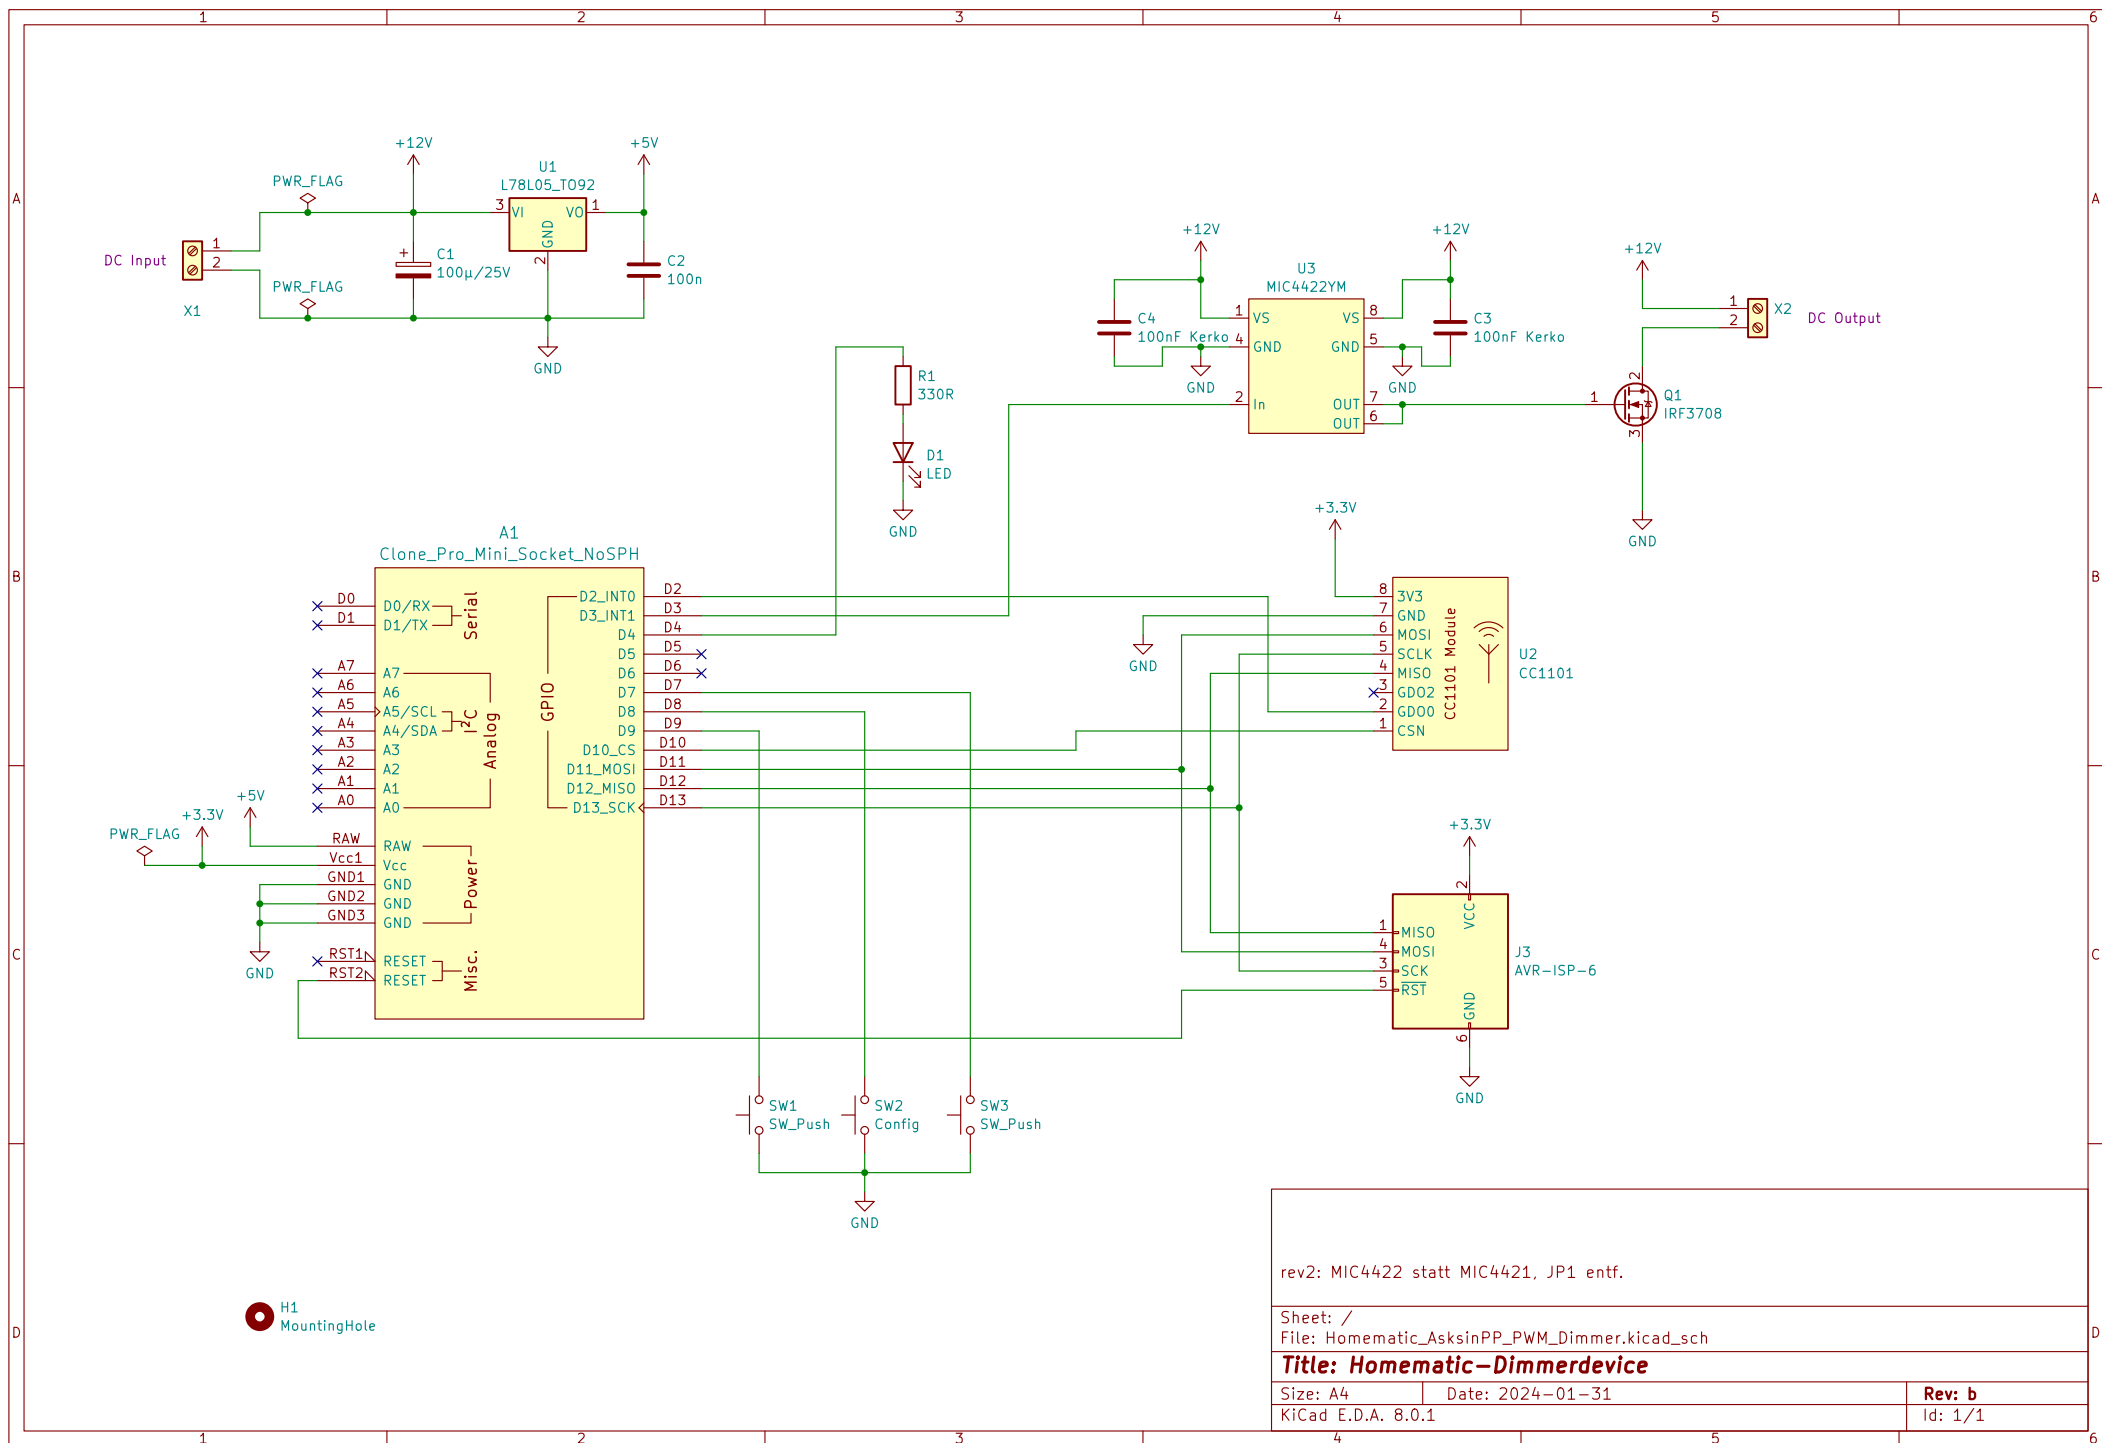 1 2 3 4 5 6
A
B
C
D
A
B
C
D
1 2 3 4 5 6
DC Input
X1
1
2
PWR_FLAG
PWR_FLAG
+12V
C1
100µ/25V
U1
L78L05_TO92
3 VI VO 1
GND
2
GND
+5V
C2
100n
+12V
C4
100nF Kerko
GND
U3
MIC4422YM
1 VS VS 8
4 GND GND 5
2 In OUT 7
OUT 6
+12V
C3
100nF Kerko
GND
+12V
1
2
X2
DC Output
1
2
3
Q1
IRF3708
GND
R1
330R
D1
LED
GND
A1
Clone_Pro_Mini_Socket_NoSPH
D0 D0/RX
D1 D1/TX
Serial
A7 A7
A6 A6
A5 A5/SCL
A4 A4/SDA
A3 A3
A2 A2
A1 A1
A0 A0
I²C
Analog
RAW RAW
Vcc1 Vcc
GND1 GND
GND2 GND
GND3 GND
Power
RST1 RESET
RST2 RESET
Misc.
GPIO
D2_INT0 D2
D3_INT1 D3
D4 D4
D5 D5
D6 D6
D7 D7
D8 D8
D9 D9
D10_CS D10
D11_MOSI D11
D12_MISO D12
D13_SCK D13
+5V
+3.3V
PWR_FLAG
GND
+3.3V
GND
8 3V3
7 GND
6 MOSI
5 SCLK
4 MISO
3 GDO2
2 GDO0
1 CSN
CC1101 Module
U2
CC1101
+3.3V
2
VCC
1 MISO
4 MOSI
3 SCK
5 RST
GND
6
J3
AVR-ISP-6
GND
SW1
SW_Push
SW2
Config
SW3
SW_Push
GND
H1
MountingHole
rev2: MIC4422 statt MIC4421, JP1 entf.
Sheet: /
File: Homematic_AsksinPP_PWM_Dimmer.kicad_sch
Title: Homematic-Dimmerdevice
Size: A4 Date: 2024-01-31 Rev: b
KiCad E.D.A. 8.0.1 Id: 1/1